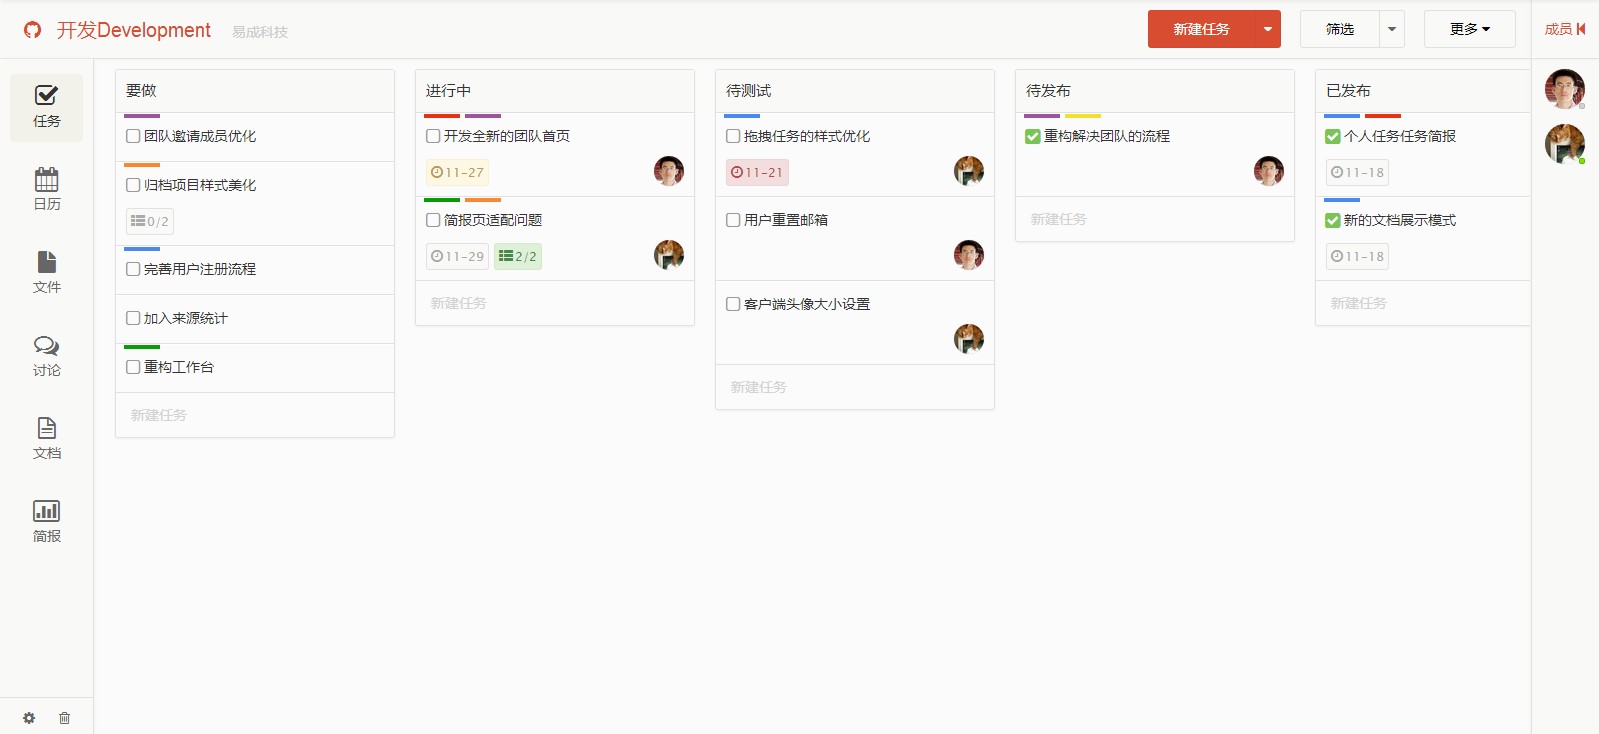 开发Development 易成科技 新建任务 筛选 更多 成员
任务
日历
文件
讨论
文档
简报
要做
团队邀请成员优化
归档项目样式美化
0/2
完善用户注册流程
加入来源统计
重构工作台
新建任务
进行中
开发全新的团队首页
11-27
简报页适配问题
11-29 2/2
新建任务
待测试
拖拽任务的样式优化
11-21
用户重置邮箱
客户端头像大小设置
新建任务
待发布
重构解决团队的流程
新建任务
已发布
个人任务任务简报
11-18
新的文档展示模式
11-18
新建任务